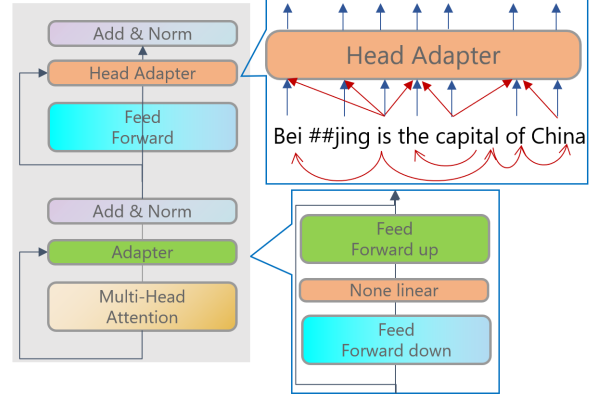 Add & Norm
Head Adapter
Feed
Forward
Add & Norm
Adapter
Multi-Head
Attention
Head Adapter
Bei ##jing is the capital of China
Feed
Forward up
None linear
Feed
Forward down